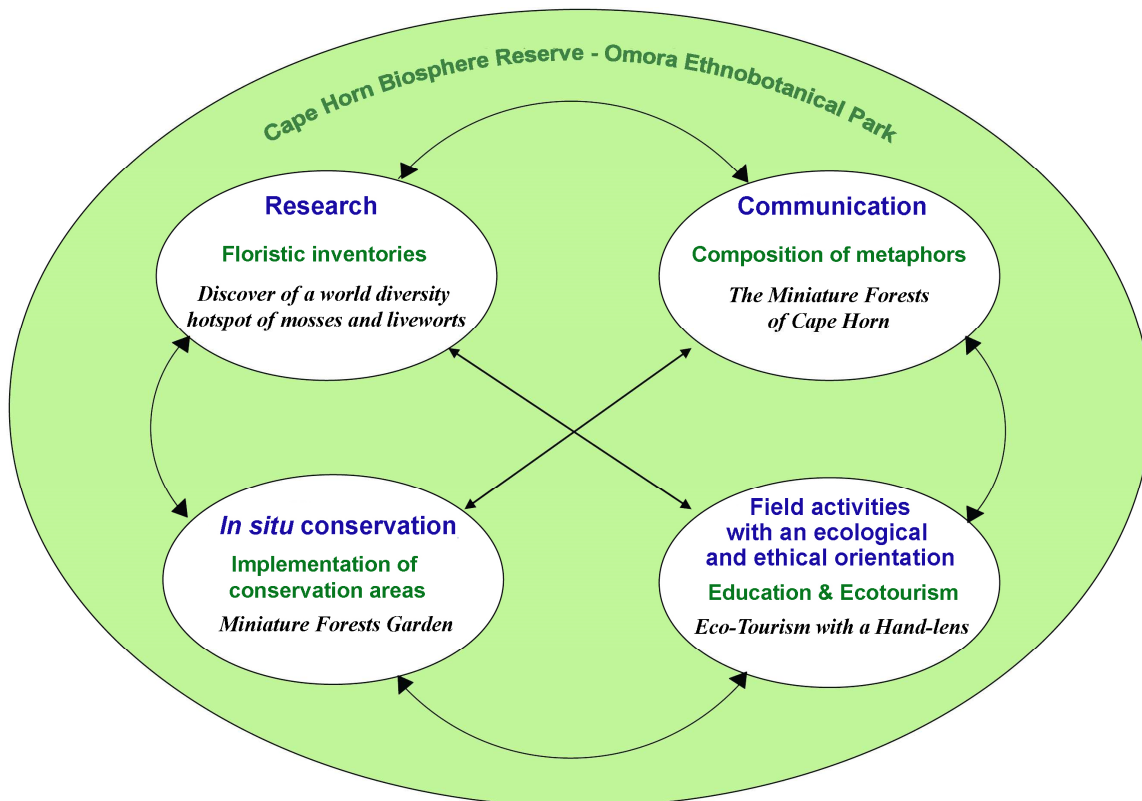 Cape Horn Biosphere Reserve - Omora Ethnobotanical Park
Research
Floristic inventories
Discover of a world diversity
hotspot of mosses and liveworts
Communication
Composition of metaphors
The Miniature Forests
of Cape Horn
In situ conservation
Implementation of
conservation areas
Miniature Forests Garden
Field activities
with an ecological
and ethical orientation
Education & Ecotourism
Eco-Tourism with a Hand-lens